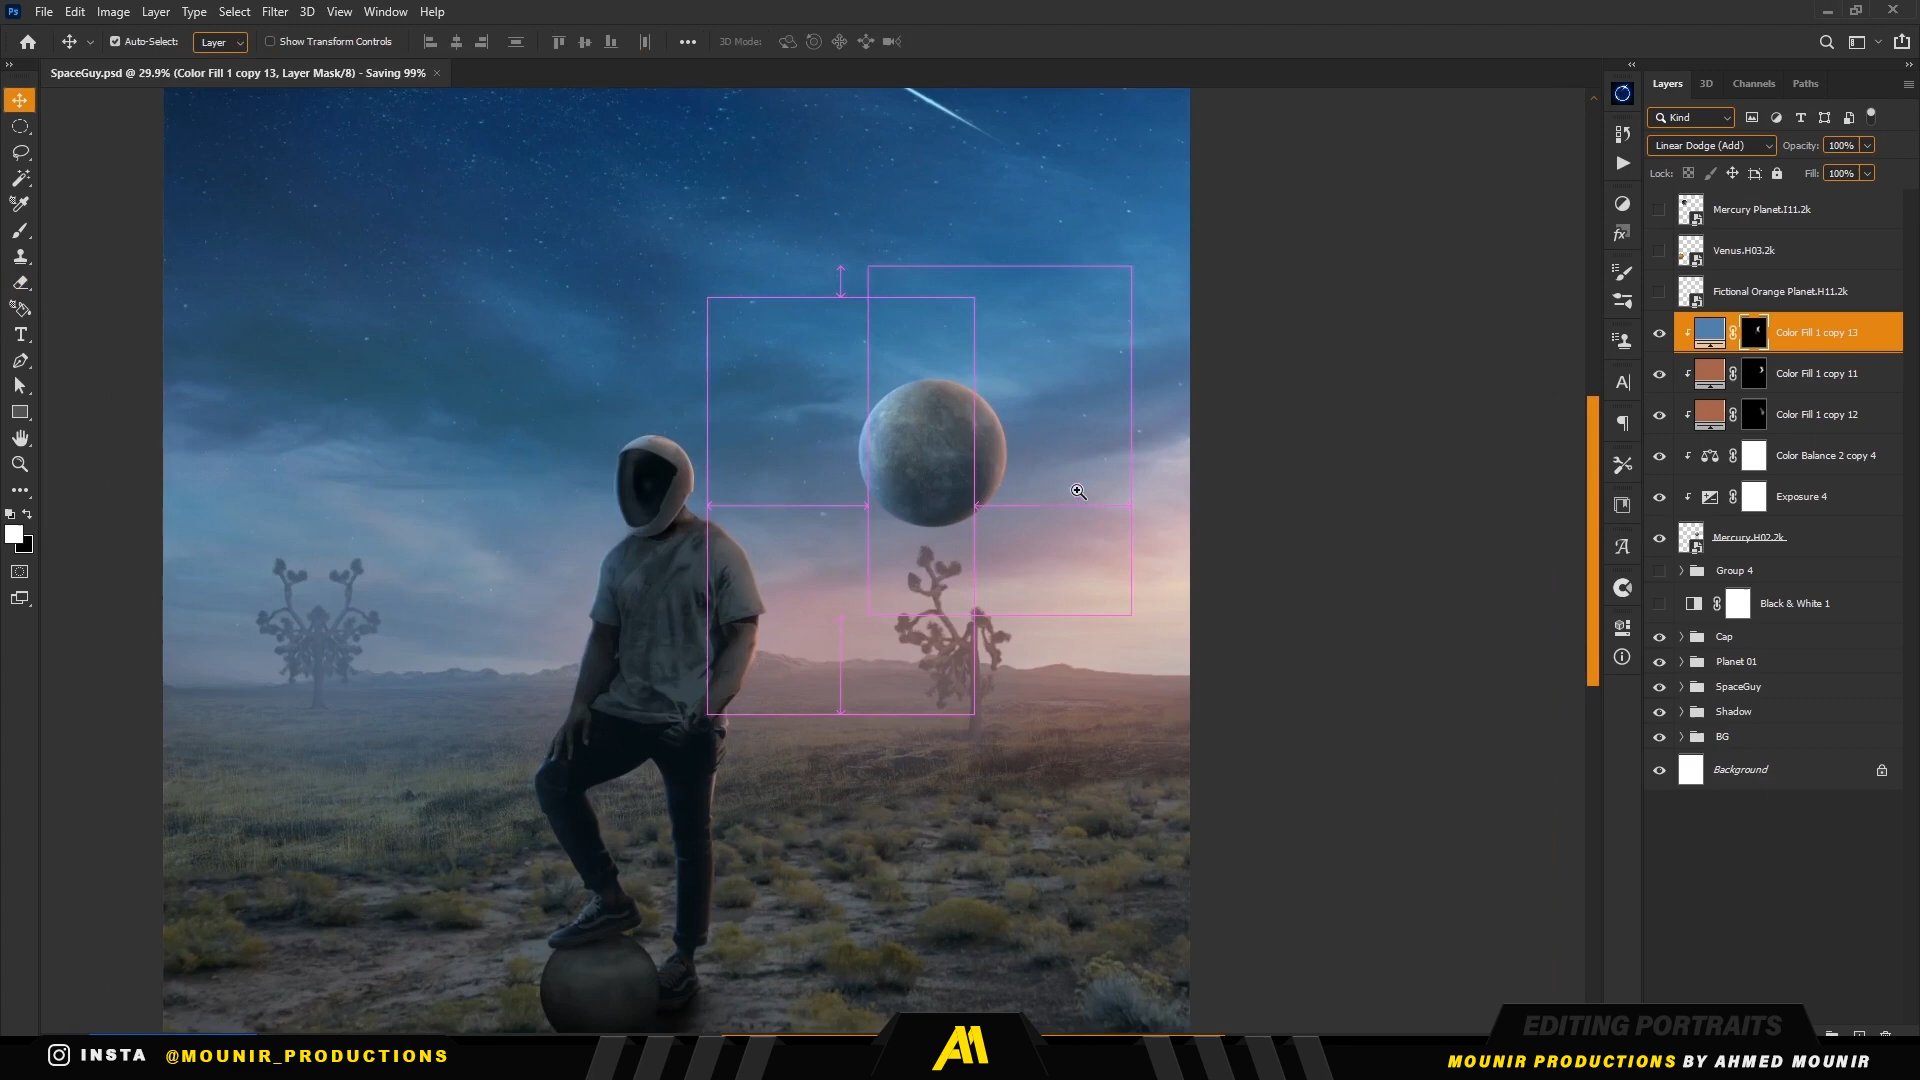 Ps File Edit Image Layer Type Select Filter 3D View Window Help
Auto-Select: Layer Show Transform Controls 3D Mode:
SpaceGuy.psd @ 29.9% (Color Fill 1 copy 13, Layer Mask/8) - Saving 99% ×
Layers 3D Channels Paths
Kind
Linear Dodge (Add) Opacity: 100%
Lock: Fill: 100%
Mercury Planet.I11.2k
Venus.H03.2k
Fictional Orange Planet.H11.2k
Color Fill 1 copy 13
Color Fill 1 copy 11
Color Fill 1 copy 12
Color Balance 2 copy 4
Exposure 4
Mercury.H02.2k
Group 4
Black & White 1
Cap
Planet 01
SpaceGuy
Shadow
BG
Background
EDITING PORTRAITS
INSTA @MOUNIR_PRODUCTIONS
AM
MOUNIR PRODUCTIONS BY AHMED MOUNIR